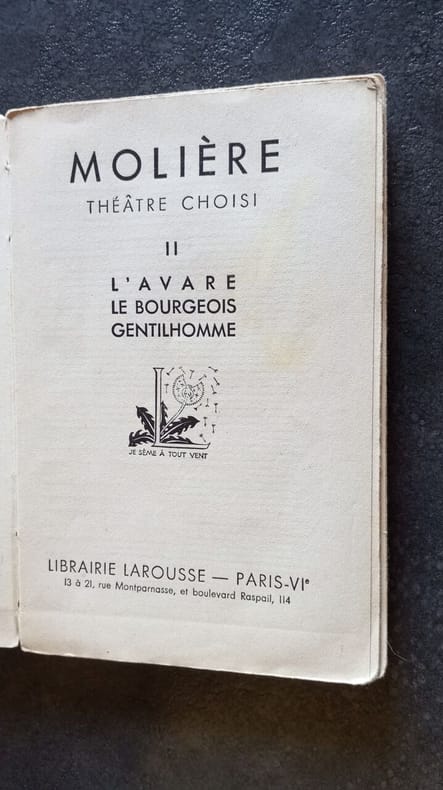 MOLIÈRE
THÉÂTRE CHOISI
II
L'AVARE
LE BOURGEOIS
GENTILHOMME
L
JE SÈME À TOUT VENT
LIBRAIRIE LAROUSSE — PARIS-VIᵉ
13 à 21, rue Montparnasse, et boulevard Raspail, 114